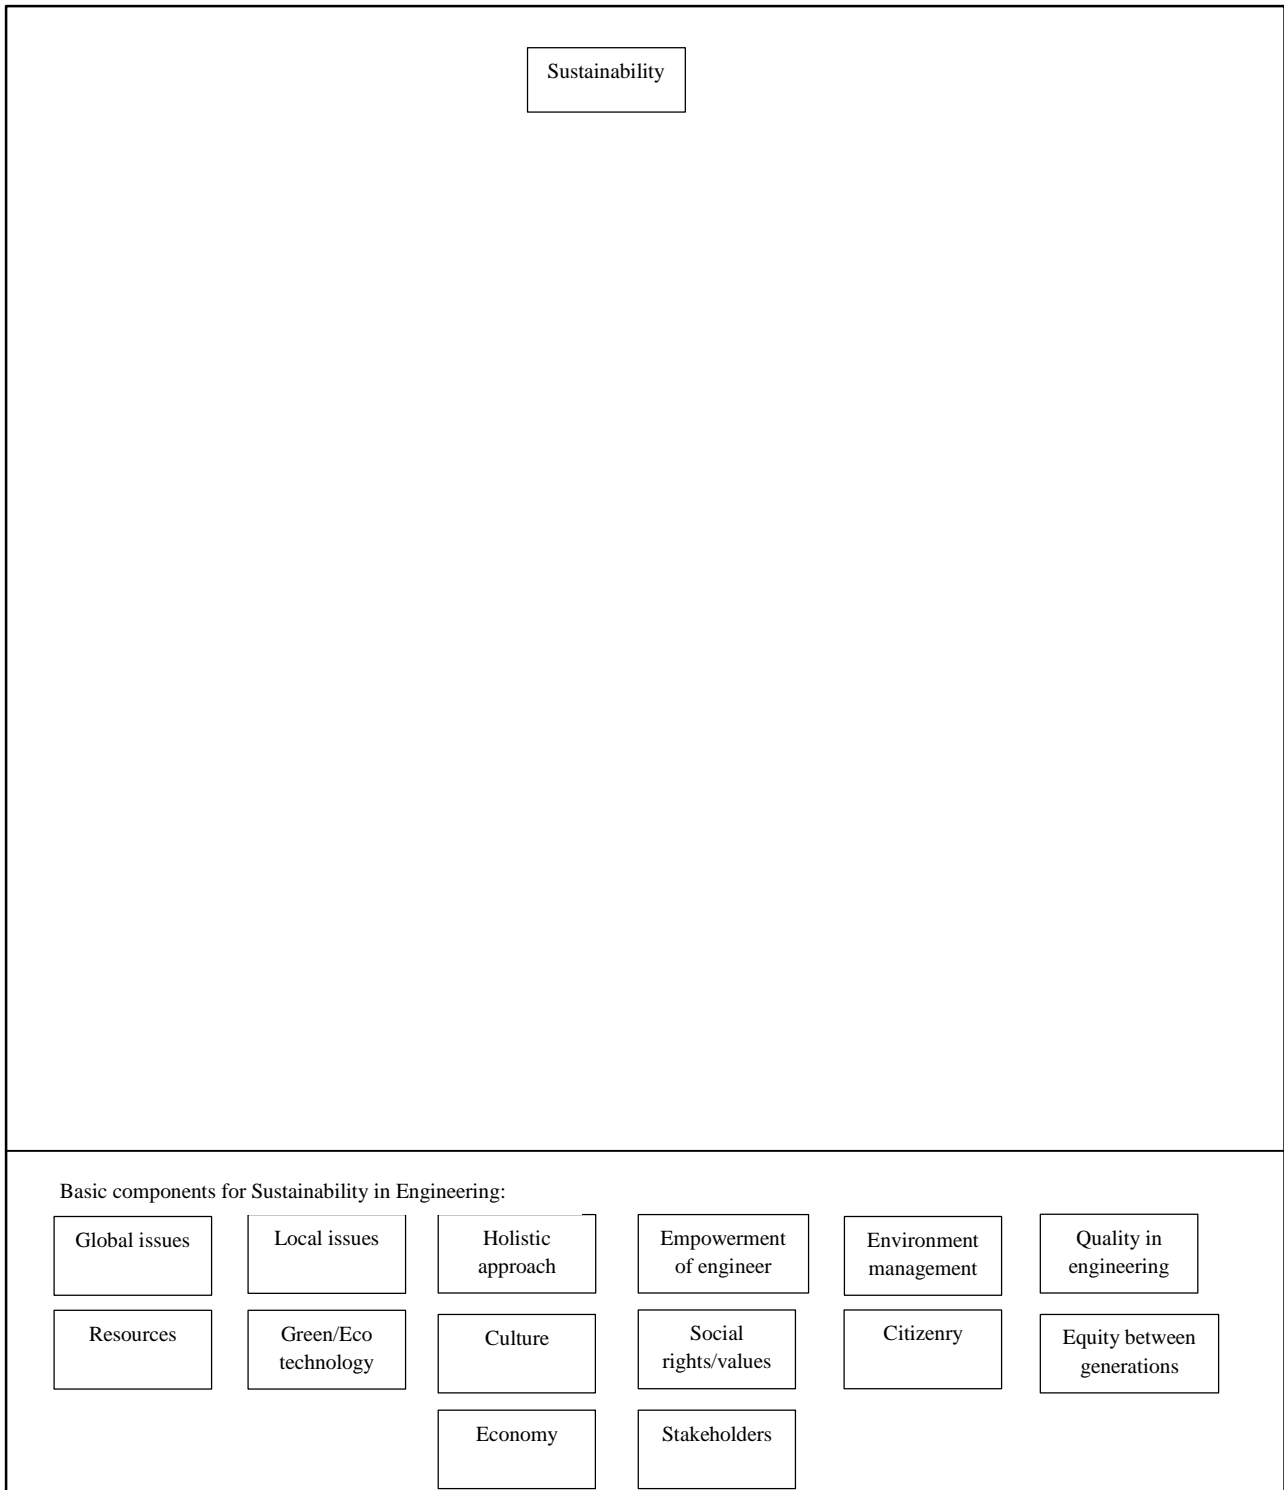 Sustainability
Basic components for Sustainability in Engineering:
Global issues
Local issues
Holistic
approach
Empowerment
of engineer
Environment
management
Quality in
engineering
Resources
Green/Eco
technology
Culture
Social
rights/values
Citizenry
Equity between
generations
Economy
Stakeholders